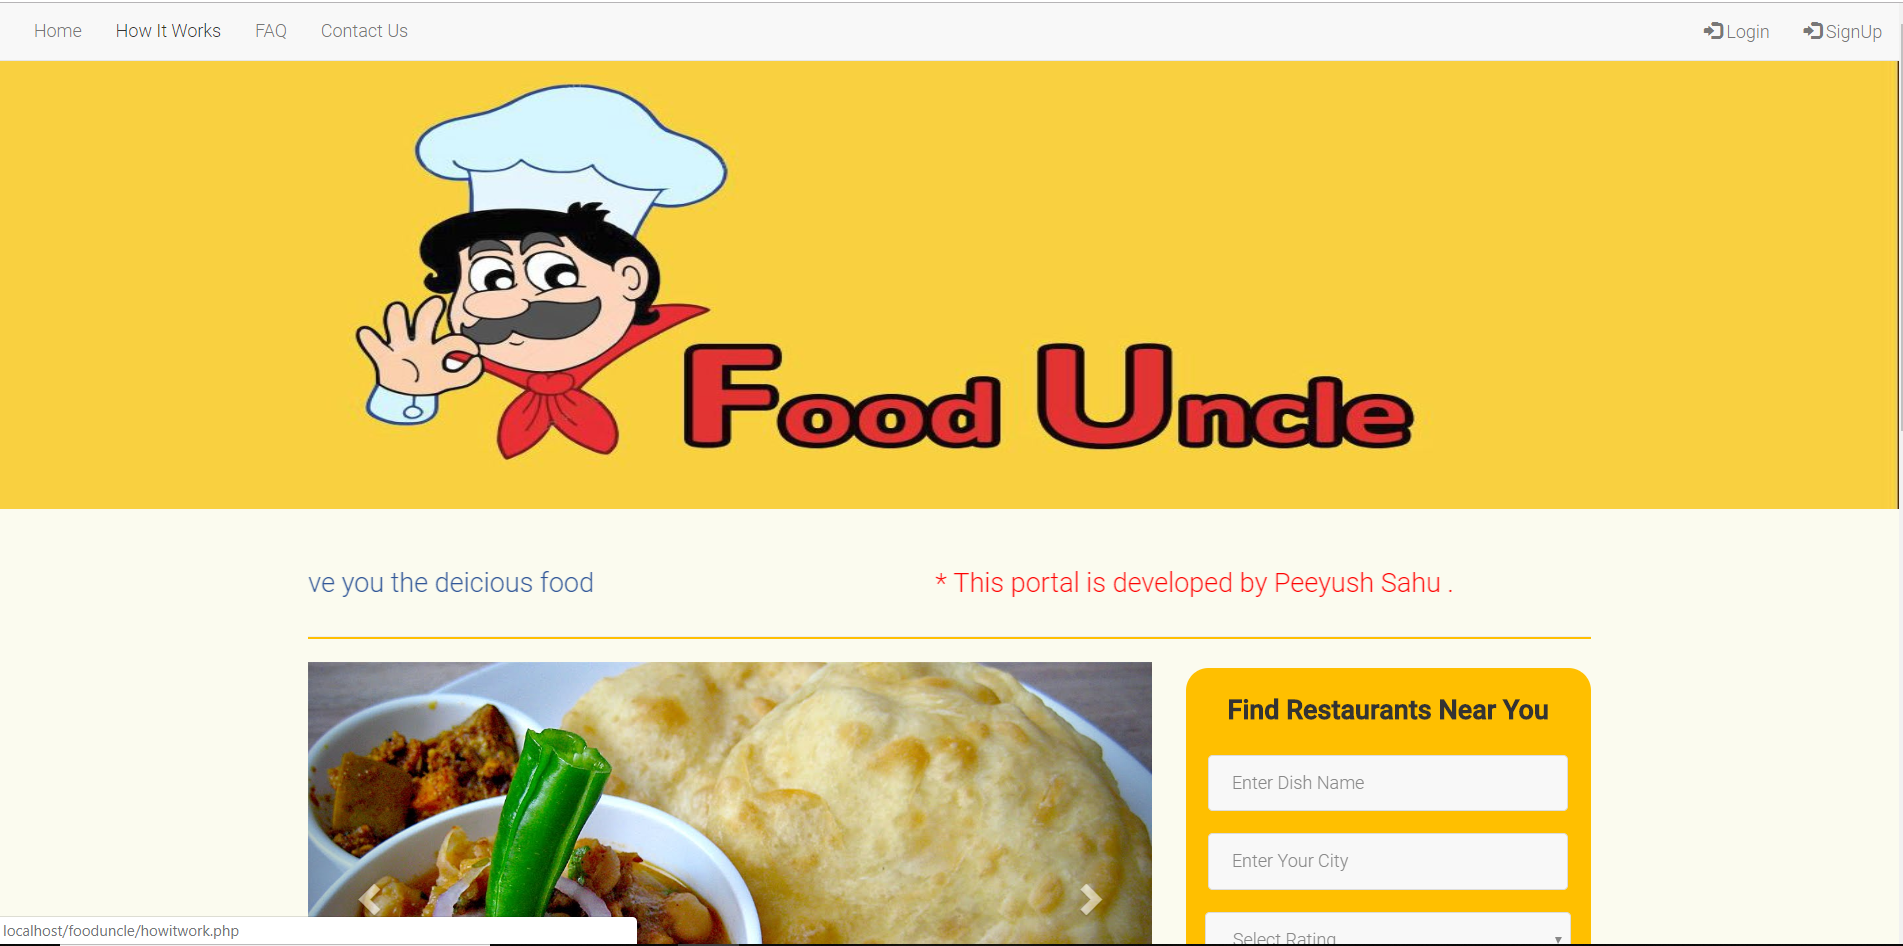 Home How It Works FAQ Contact Us Login SignUp
Food Uncle
ve you the deicious food * This portal is developed by Peeyush Sahu .
Find Restaurants Near You
Enter Dish Name
Enter Your City
Select Rating
localhost/fooduncle/howitwork.php